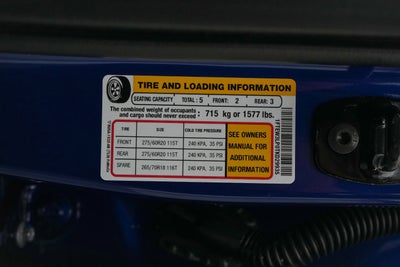 TIRE AND LOADING INFORMATION
SEATING CAPACITY TOTAL : 5 FRONT: 2 REAR: 3
The combined weight of occupants
and cargo should never exceed : 715 kg or 1577 lbs.
TIRE SIZE COLD TIRE PRESSURE
FRONT 275/60R20 115T 240 KPA, 35 PSI
REAR 275/60R20 115T 240 KPA, 35 PSI
SPARE 265/70R18 116T 240 KPA, 35 PSI
SEE OWNERS
MANUAL FOR
ADDITIONAL
INFORMATION